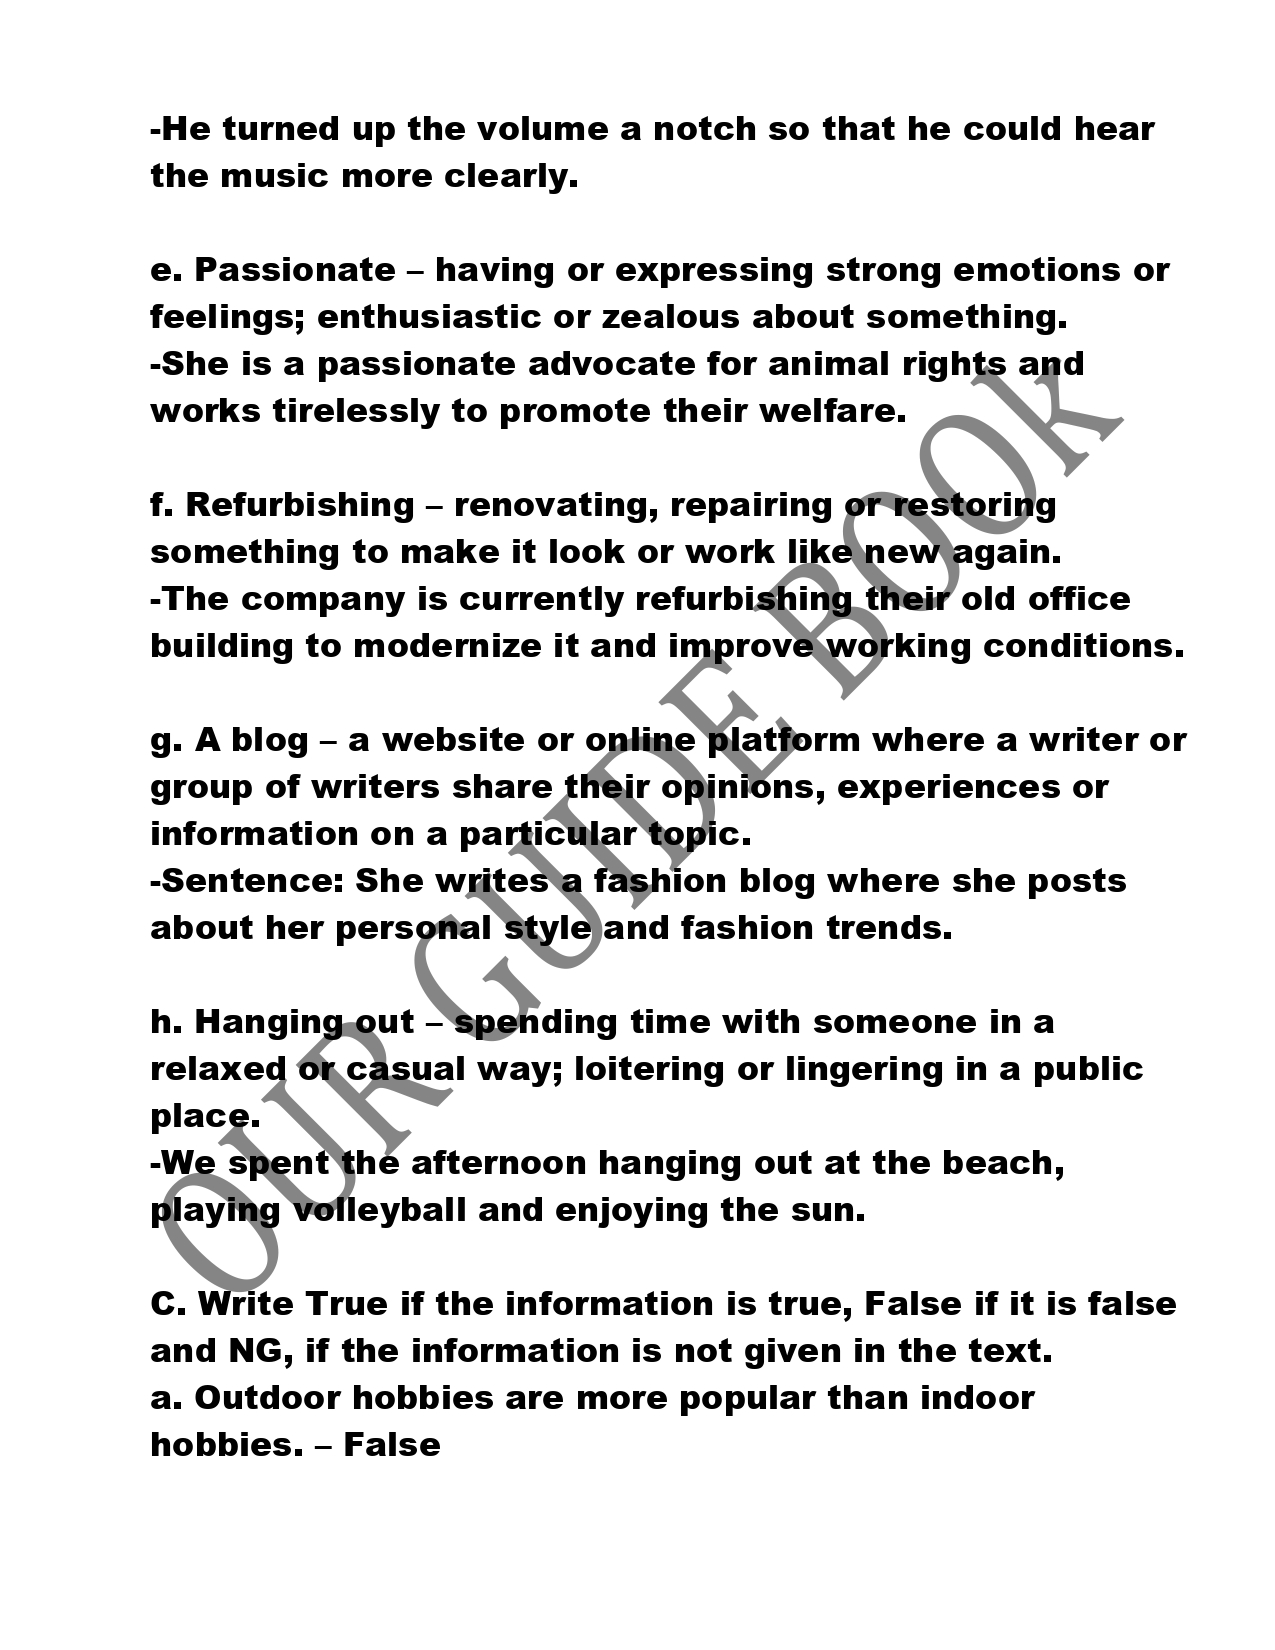 -He turned up the volume a notch so that he could hear
the music more clearly.
e. Passionate – having or expressing strong emotions or
feelings; enthusiastic or zealous about something.
-She is a passionate advocate for animal rights and
works tirelessly to promote their welfare.
f. Refurbishing – renovating, repairing or restoring
something to make it look or work like new again.
-The company is currently refurbishing their old office
building to modernize it and improve working conditions.
g. A blog – a website or online platform where a writer or
group of writers share their opinions, experiences or
information on a particular topic.
-Sentence: She writes a fashion blog where she posts
about her personal style and fashion trends.
h. Hanging out – spending time with someone in a
relaxed or casual way; loitering or lingering in a public
place.
-We spent the afternoon hanging out at the beach,
playing volleyball and enjoying the sun.
C. Write True if the information is true, False if it is false
and NG, if the information is not given in the text.
a. Outdoor hobbies are more popular than indoor
hobbies. – False
OUR GUIDE BOOk